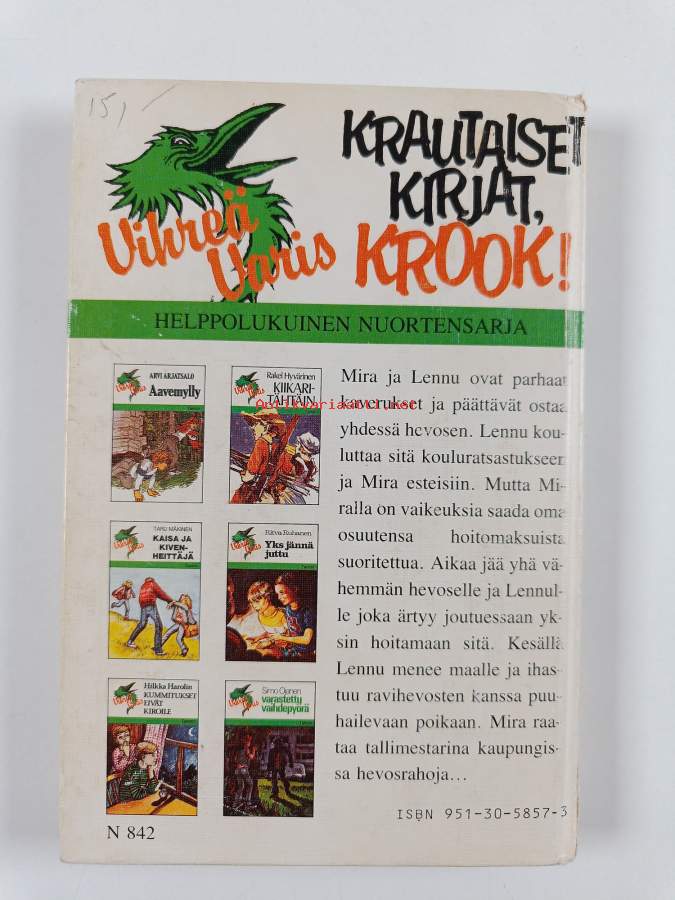 15,-
KRAUTAISET
KIRJAT,
KROOK!
Vihreä
Varis
HELPPOLUKUINEN NUORTENSARJA
ARVI ARJATSALO
Aavemylly
Rakel Hyvärinen
KIIKARI-
TÄHTÄIN
TARU MÄKINEN
KAISA JA
KIVEN-
HEITTÄJÄ
Ritva Ruhanen
Yks jännä
juttu
Hilkka Harolin
KUMMITUKSET
EIVÄT
KIROILE
Simo Ojanen
varastettu
vaihdepyörä
Antikvariaattiset
Mira ja Lennu ovat parhaat
kaverukset ja päättävät ostaa
yhdessä hevosen. Lennu kou-
luttaa sitä kouluratsastukseen
ja Mira esteisiin. Mutta Mi-
ralla on vaikeuksia saada oma
osuutensa hoitomaksuista
suoritettua. Aikaa jää yhä vä-
hemmän hevoselle ja Lennul-
le joka ärtyy joutuessaan yk-
sin hoitamaan sitä. Kesällä
Lennu menee maalle ja ihas-
tuu ravihevosten kanssa puu-
hailevaan poikaan. Mira raa-
taa tallimestarina kaupungis-
sa hevosrahoja...
ISBN 951-30-5857-3
N 842